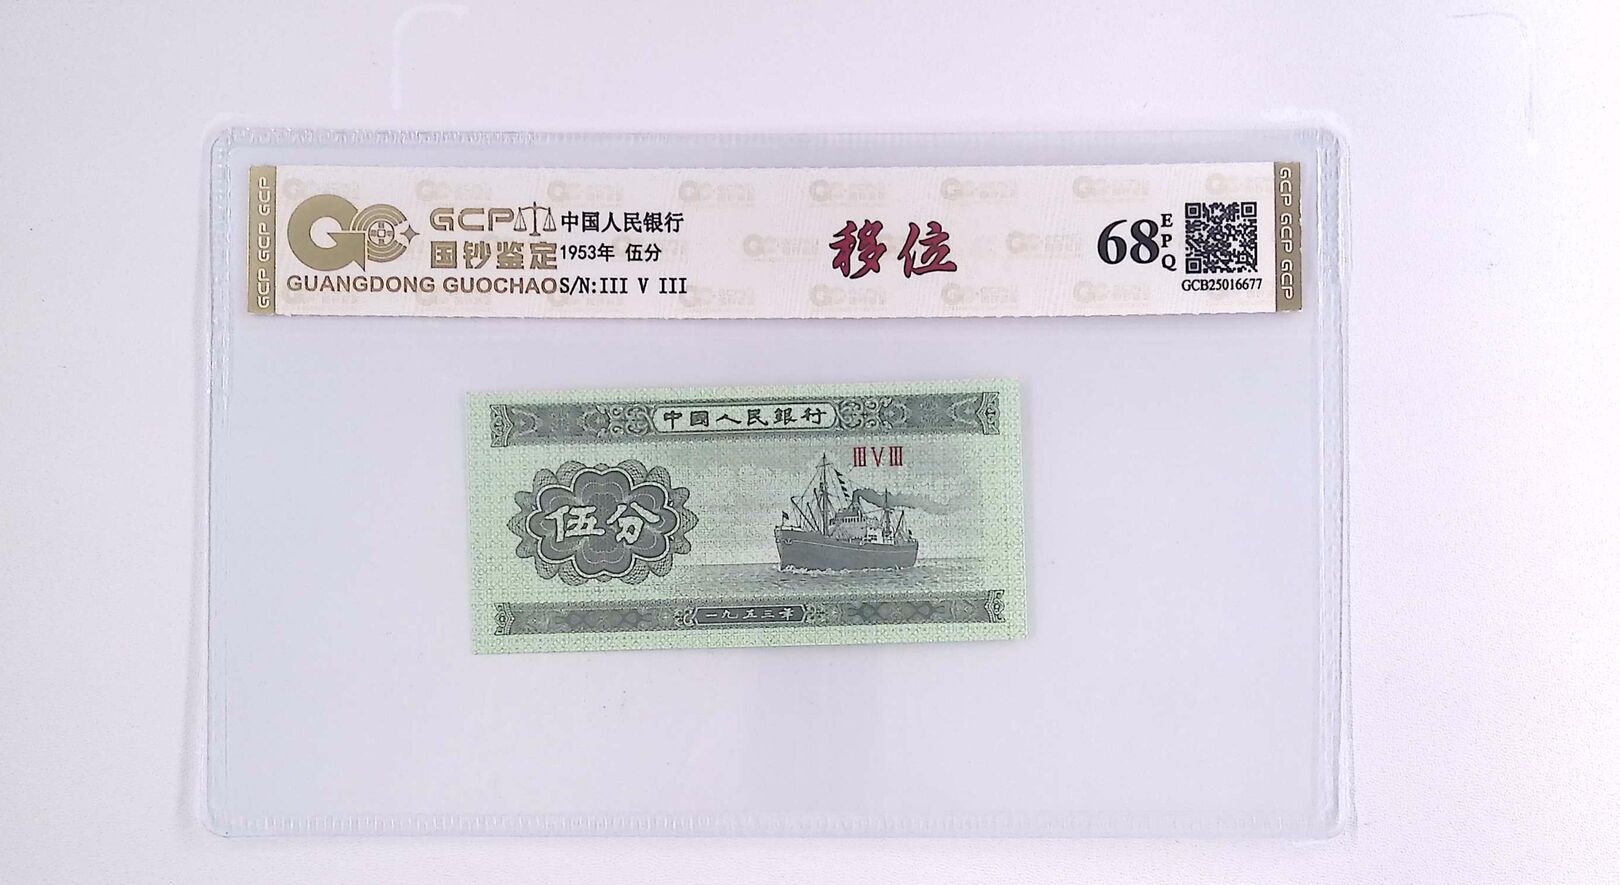 GCP GCP GCP
GCP 中国人民银行
国钞鉴定 1953年 伍分
GUANGDONG GUOCHAO S/N:III V III
移位
68 EPQ
GCB25016677
GCP GCP GCP
中國人民銀行
III V III
伍分
一九五三年